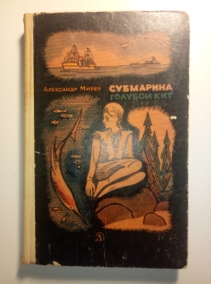 Александр Мирер
СУБМАРИНА
ГОЛУБОЙ КИТ